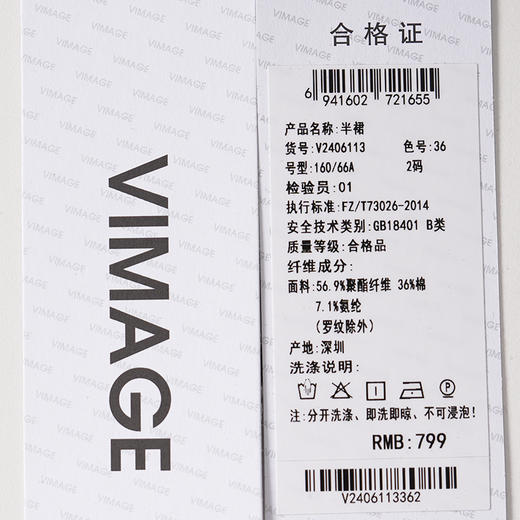 VIMAGE
合格证
6 941602 721655
产品名称:半裙
货号:V2406113 色号:36
号型:160/66A 2码
检验员:01
执行标准:FZ/T73026-2014
安全技术类别:GB18401 B类
质量等级:合格品
纤维成分:
面料:56.9%聚酯纤维 36%棉
7.1%氨纶
(罗纹除外)
产地:深圳
洗涤说明:
P
注:分开洗涤、即洗即晾、不可浸泡!
RMB:799
V2406113362